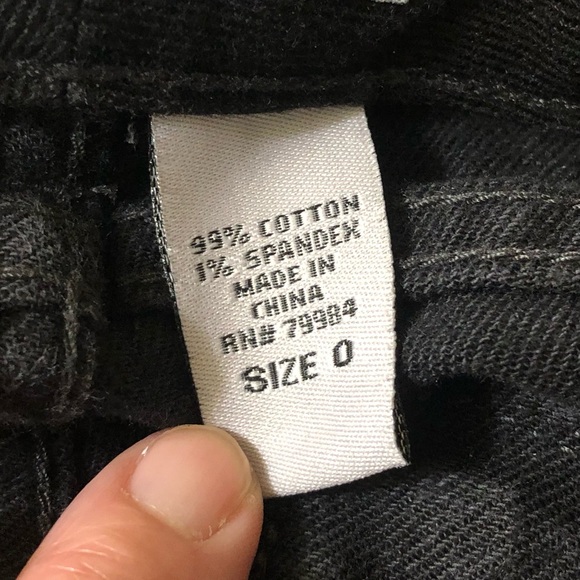 99% COTTON
1% SPANDEX
MADE IN
CHINA
RN# 79984
SIZE 0